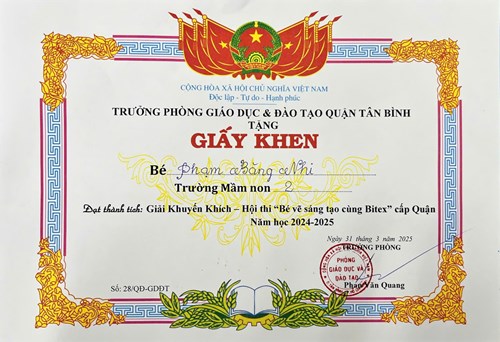 CỘNG HÒA XÃ HỘI CHỦ NGHĨA VIỆT NAM
Độc lập - Tự do - Hạnh phúc
TRƯỞNG PHÒNG GIÁO DỤC & ĐÀO TẠO QUẬN TÂN BÌNH
TẶNG
GIẤY KHEN
Bé Phạm Băng Nhi
Trường Mầm non 2
Đạt thành tích: Giải Khuyến Khích – Hội thi "Bé vẽ sáng tạo cùng Bitex" cấp Quận
Năm học 2024-2025
Ngày 31 tháng 3 năm 2025
TRƯỞNG PHÒNG
PHÒNG
GIÁO DỤC VÀ
ĐÀO TẠO
Phạm Văn Quang
Số: 28/QĐ-GDĐT